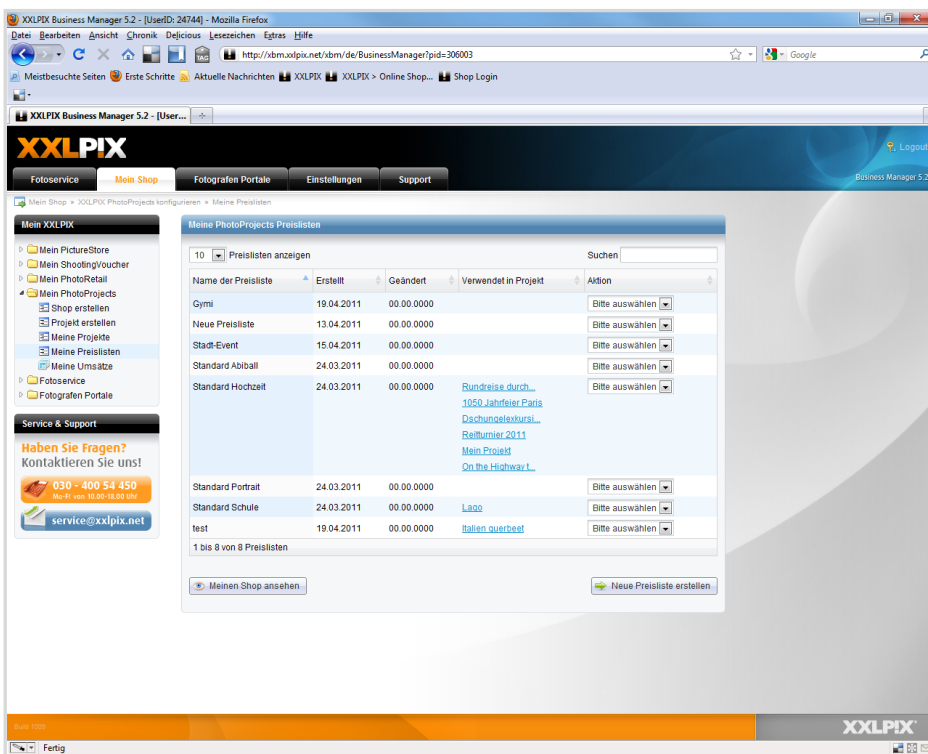 XXLPIX Business Manager 5.2 - [UserID: 24744] - Mozilla Firefox
Datei Bearbeiten Ansicht Chronik Delicious Lesezeichen Extras Hilfe
TAG http://xbm.xxlpix.net/xbm/de/BusinessManager?pid=306003 Google
Meistbesuchte Seiten Erste Schritte Aktuelle Nachrichten XXLPIX XXLPIX > Online Shop... Shop Login
XXLPIX Business Manager 5.2 - [User...
XXLPIX
Logout
Fotoservice Mein Shop Fotografen Portale Einstellungen Support Business Manager 5.2
Mein Shop » XXLPIX PhotoProjects konfigurieren » Meine Preislisten
Mein XXLPIX
Mein PictureStore
Mein ShootingVoucher
Mein PhotoRetail
Mein PhotoProjects
Shop erstellen
Projekt erstellen
Meine Projekte
Meine Preislisten
Meine Umsätze
Fotoservice
Fotografen Portale
Service & Support
Haben Sie Fragen?
Kontaktieren Sie uns!
030 - 400 54 450
Mo-Fr von 10.00-18.00 Uhr
service@xxlpix.net
Meine PhotoProjects Preislisten
10 Preislisten anzeigen Suchen
Name der Preisliste Erstellt Geändert Verwendet in Projekt Aktion
Gymi 19.04.2011 00.00.0000 Bitte auswählen
Neue Preisliste 13.04.2011 00.00.0000 Bitte auswählen
Stadt-Event 15.04.2011 00.00.0000 Bitte auswählen
Standard Abiball 24.03.2011 00.00.0000 Bitte auswählen
Standard Hochzeit 24.03.2011 00.00.0000 Rundreise durch... Bitte auswählen
1050 Jahrfeier Paris
Dschungelexkursi...
Reitturnier 2011
Mein Projekt
On the Highway t...
Standard Portrait 24.03.2011 00.00.0000 Bitte auswählen
Standard Schule 24.03.2011 00.00.0000 Lago Bitte auswählen
test 19.04.2011 00.00.0000 Italien querbeet Bitte auswählen
1 bis 8 von 8 Preislisten
Meinen Shop ansehen Neue Preisliste erstellen
XXLPIX
Fertig